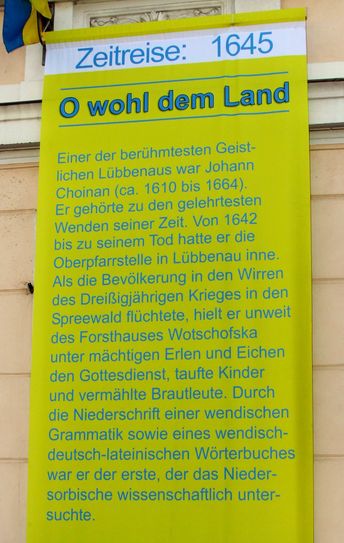 Zeitreise: 1645
O wohl dem Land
Einer der berühmtesten Geist-
lichen Lübbenaus war Johann
Choinan (ca. 1610 bis 1664).
Er gehörte zu den gelehrtesten
Wenden seiner Zeit. Von 1642
bis zu seinem Tod hatte er die
Oberpfarrstelle in Lübbenau inne.
Als die Bevölkerung in den Wirren
des Dreißigjährigen Krieges in den
Spreewald flüchtete, hielt er unweit
des Forsthauses Wotschofska
unter mächtigen Erlen und Eichen
den Gottesdienst, taufte Kinder
und vermählte Brautleute. Durch
die Niederschrift einer wendischen
Grammatik sowie eines wendisch-
deutsch-lateinischen Wörterbuches
war er der erste, der das Nieder-
sorbische wissenschaftlich unter-
suchte.